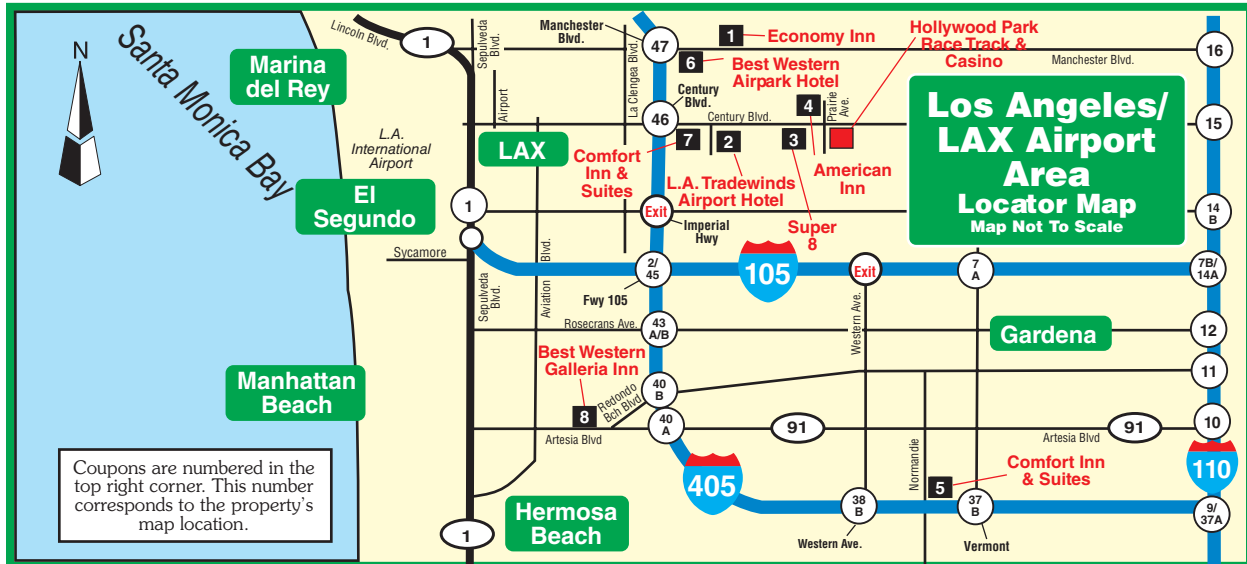 N
Santa Monica Bay
Lincoln Blvd.
1
Sepulveda
Blvd.
Manchester
Blvd.
La Clengea Blvd.
47
1
Economy Inn
6
Best Western
Airpark Hotel
Hollywood Park
Race Track &
Casino
Manchester Blvd.
16
Marina
del Rey
Airport
Century
Blvd.
46
Century Blvd.
4
Prairie
Ave.
15
Los Angeles/
LAX Airport
Area
Locator Map
Map Not To Scale
L.A.
International
Airport
LAX
7
Comfort
Inn &
Suites
2
L.A. Tradewinds
Airport Hotel
3
Super
8
American
Inn
El
Segundo
1
Exit
Imperial
Hwy
14
B
Sycamore
Sepulveda
Blvd.
Aviation Blvd.
2/
45
Fwy 105
105
Exit
7
A
7B/
14A
Rosecrans Ave.
43
A/B
Western Ave.
Gardena
12
Best Western
Galleria Inn
8
Redondo
Bch Blvd
40
B
11
Manhattan
Beach
40
A
Artesia Blvd
91
91
Artesia Blvd
10
Coupons are numbered in the
top right corner. This number
corresponds to the property's
map location.
405
Normandie
5
Comfort Inn
& Suites
110
1
Hermosa
Beach
38
B
Western Ave.
37
B
Vermont
9/
37A